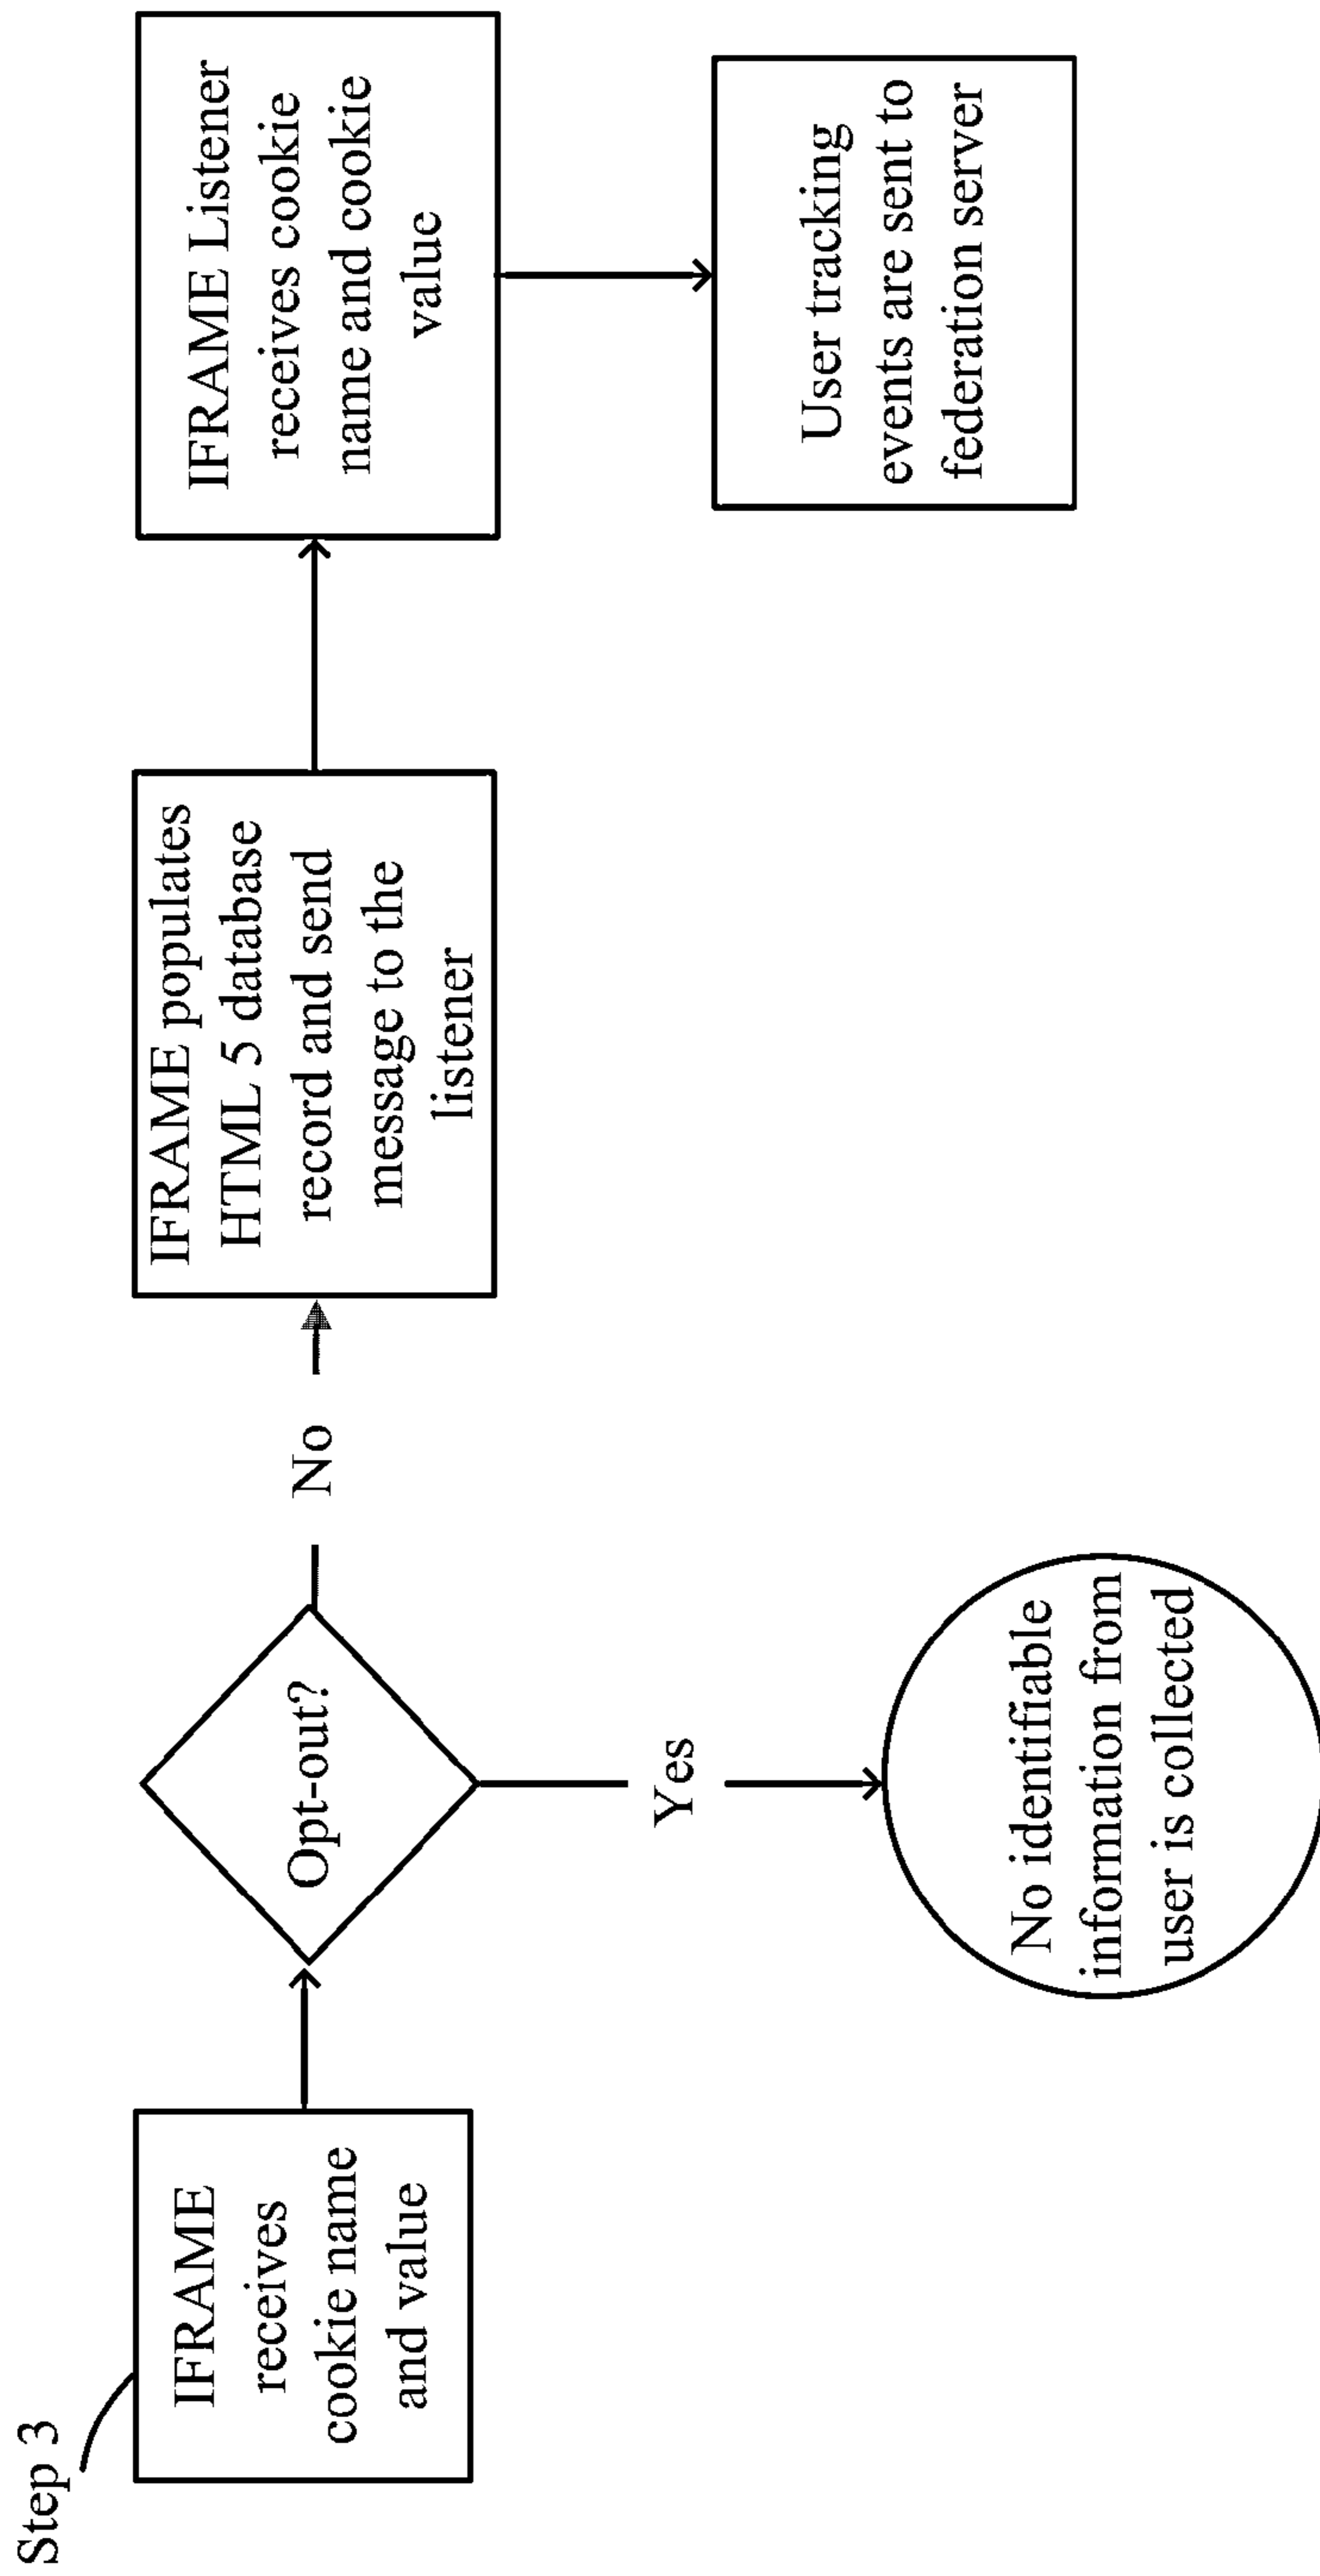 Step 3
IFRAME
receives
cookie name
and value
Opt-out?
No
Yes
No identifiable
information from
user is collected
IFRAME populates
HTML 5 database
record and send
message to the
listener
IFRAME Listener
receives cookie
name and cookie
value
User tracking
events are sent to
federation server